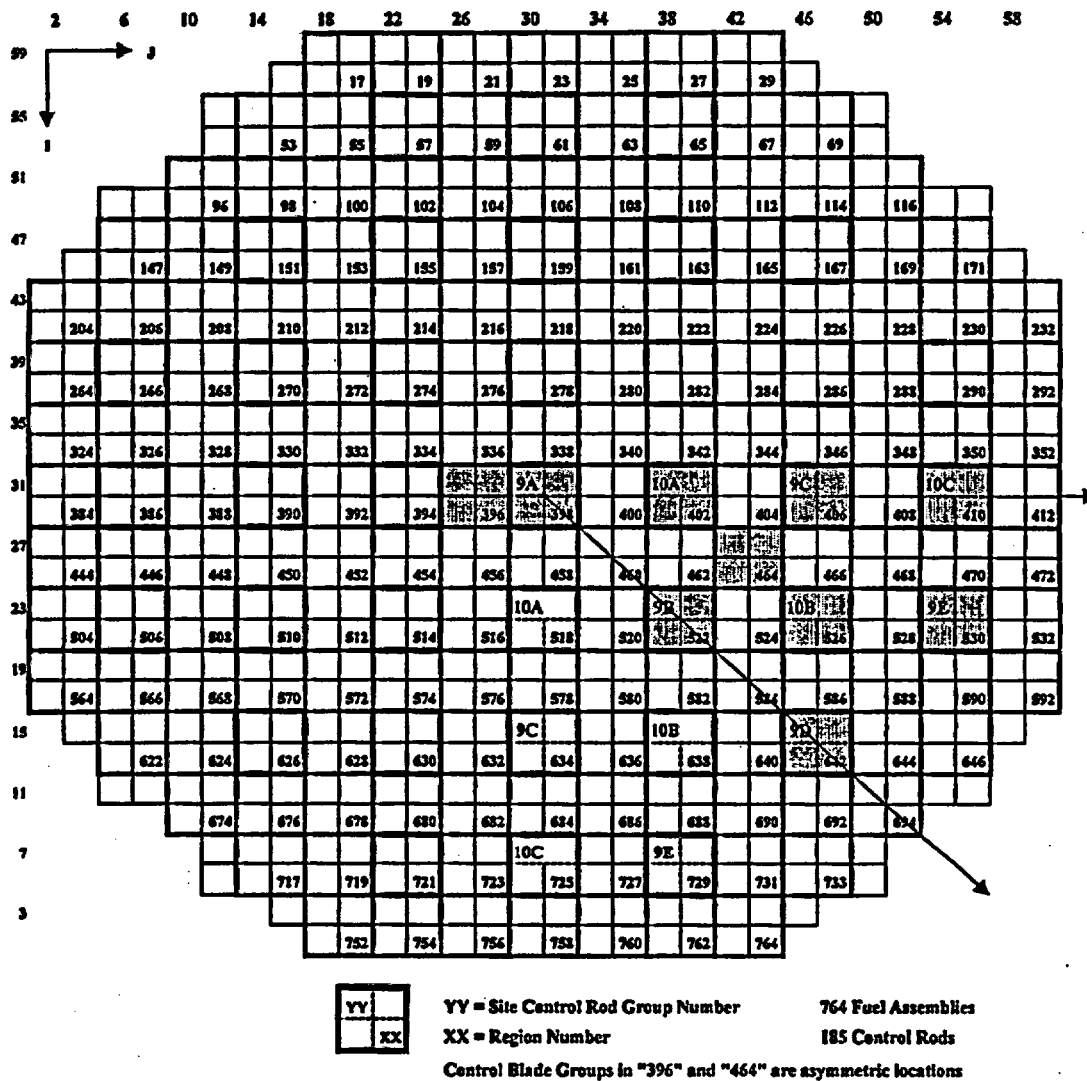 2 6 10 14 18 22 26 30 34 38 42 46 50 54 58
59 J
17 19 21 23 25 27 29
55
I 53 55 57 59 61 63 65 67 69
51
96 98 100 102 104 106 108 110 112 114 116
47
147 149 151 153 155 157 159 161 163 165 167 169 171
43
204 206 208 210 212 214 216 218 220 222 224 226 228 230 232
39
264 266 268 270 272 274 276 278 280 282 284 286 288 290 292
35
324 326 328 330 332 334 336 338 340 342 344 346 348 350 352
31 9A 10A 9C 10C
384 386 388 390 392 394 396 398 400 402 404 406 408 410 412
27
444 446 448 450 452 454 456 458 460 462 464 466 468 470 472
23 10A 9B 10B 9E
504 506 508 510 512 514 516 518 520 522 524 526 528 530 532
19
564 566 568 570 572 574 576 578 580 582 584 586 588 590 592
15 9C 10B 9D
622 624 626 628 630 632 634 636 638 640 642 644 646
11
674 676 678 680 682 684 686 688 690 692 694
7 10C 9E
717 719 721 723 725 727 729 731 733
3
752 754 756 758 760 762 764
YY YY = Site Control Rod Group Number 764 Fuel Assemblies
XX XX = Region Number 185 Control Rods
Control Blade Groups in "396" and "464" are asymmetric locations